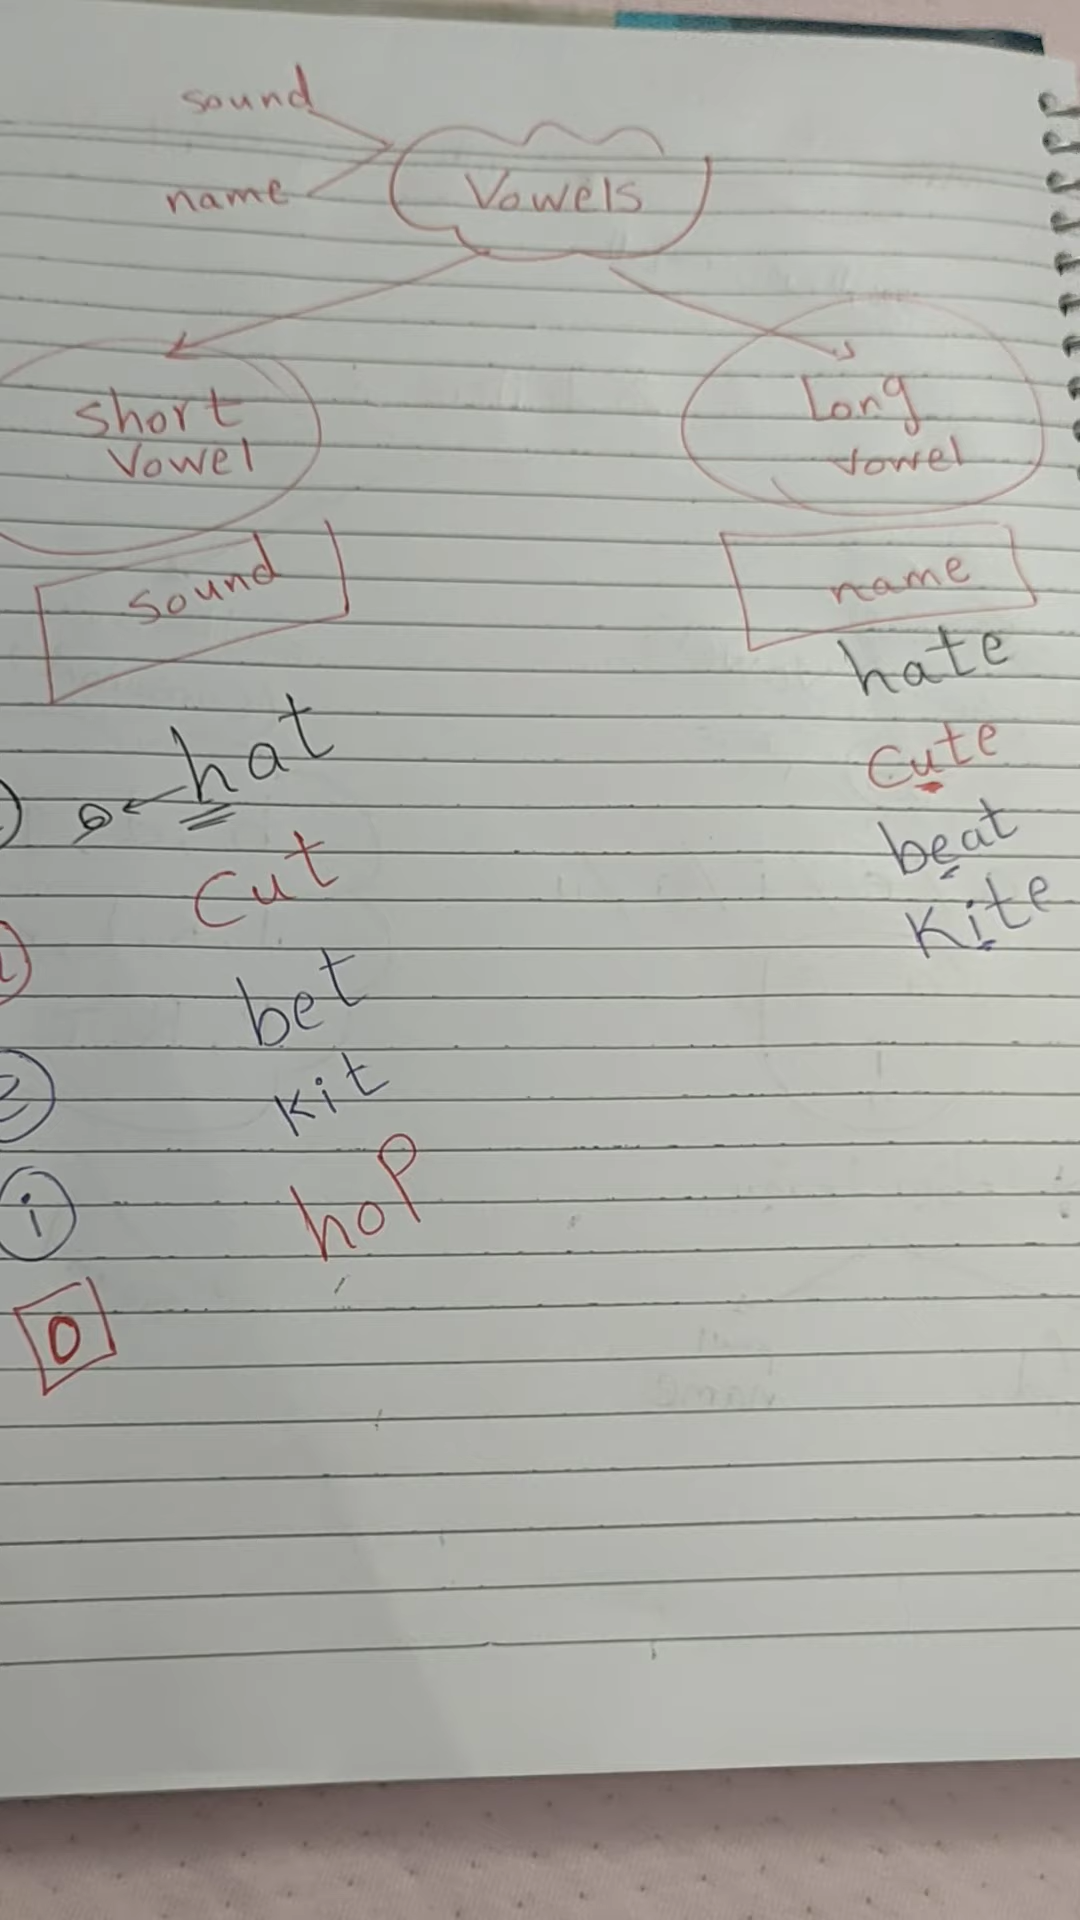 sound
name
Vowels
short
vowel
Long
vowel
sound
name
hat
hate
cut
cute
bet
beat
kit
kite
i
hop
o